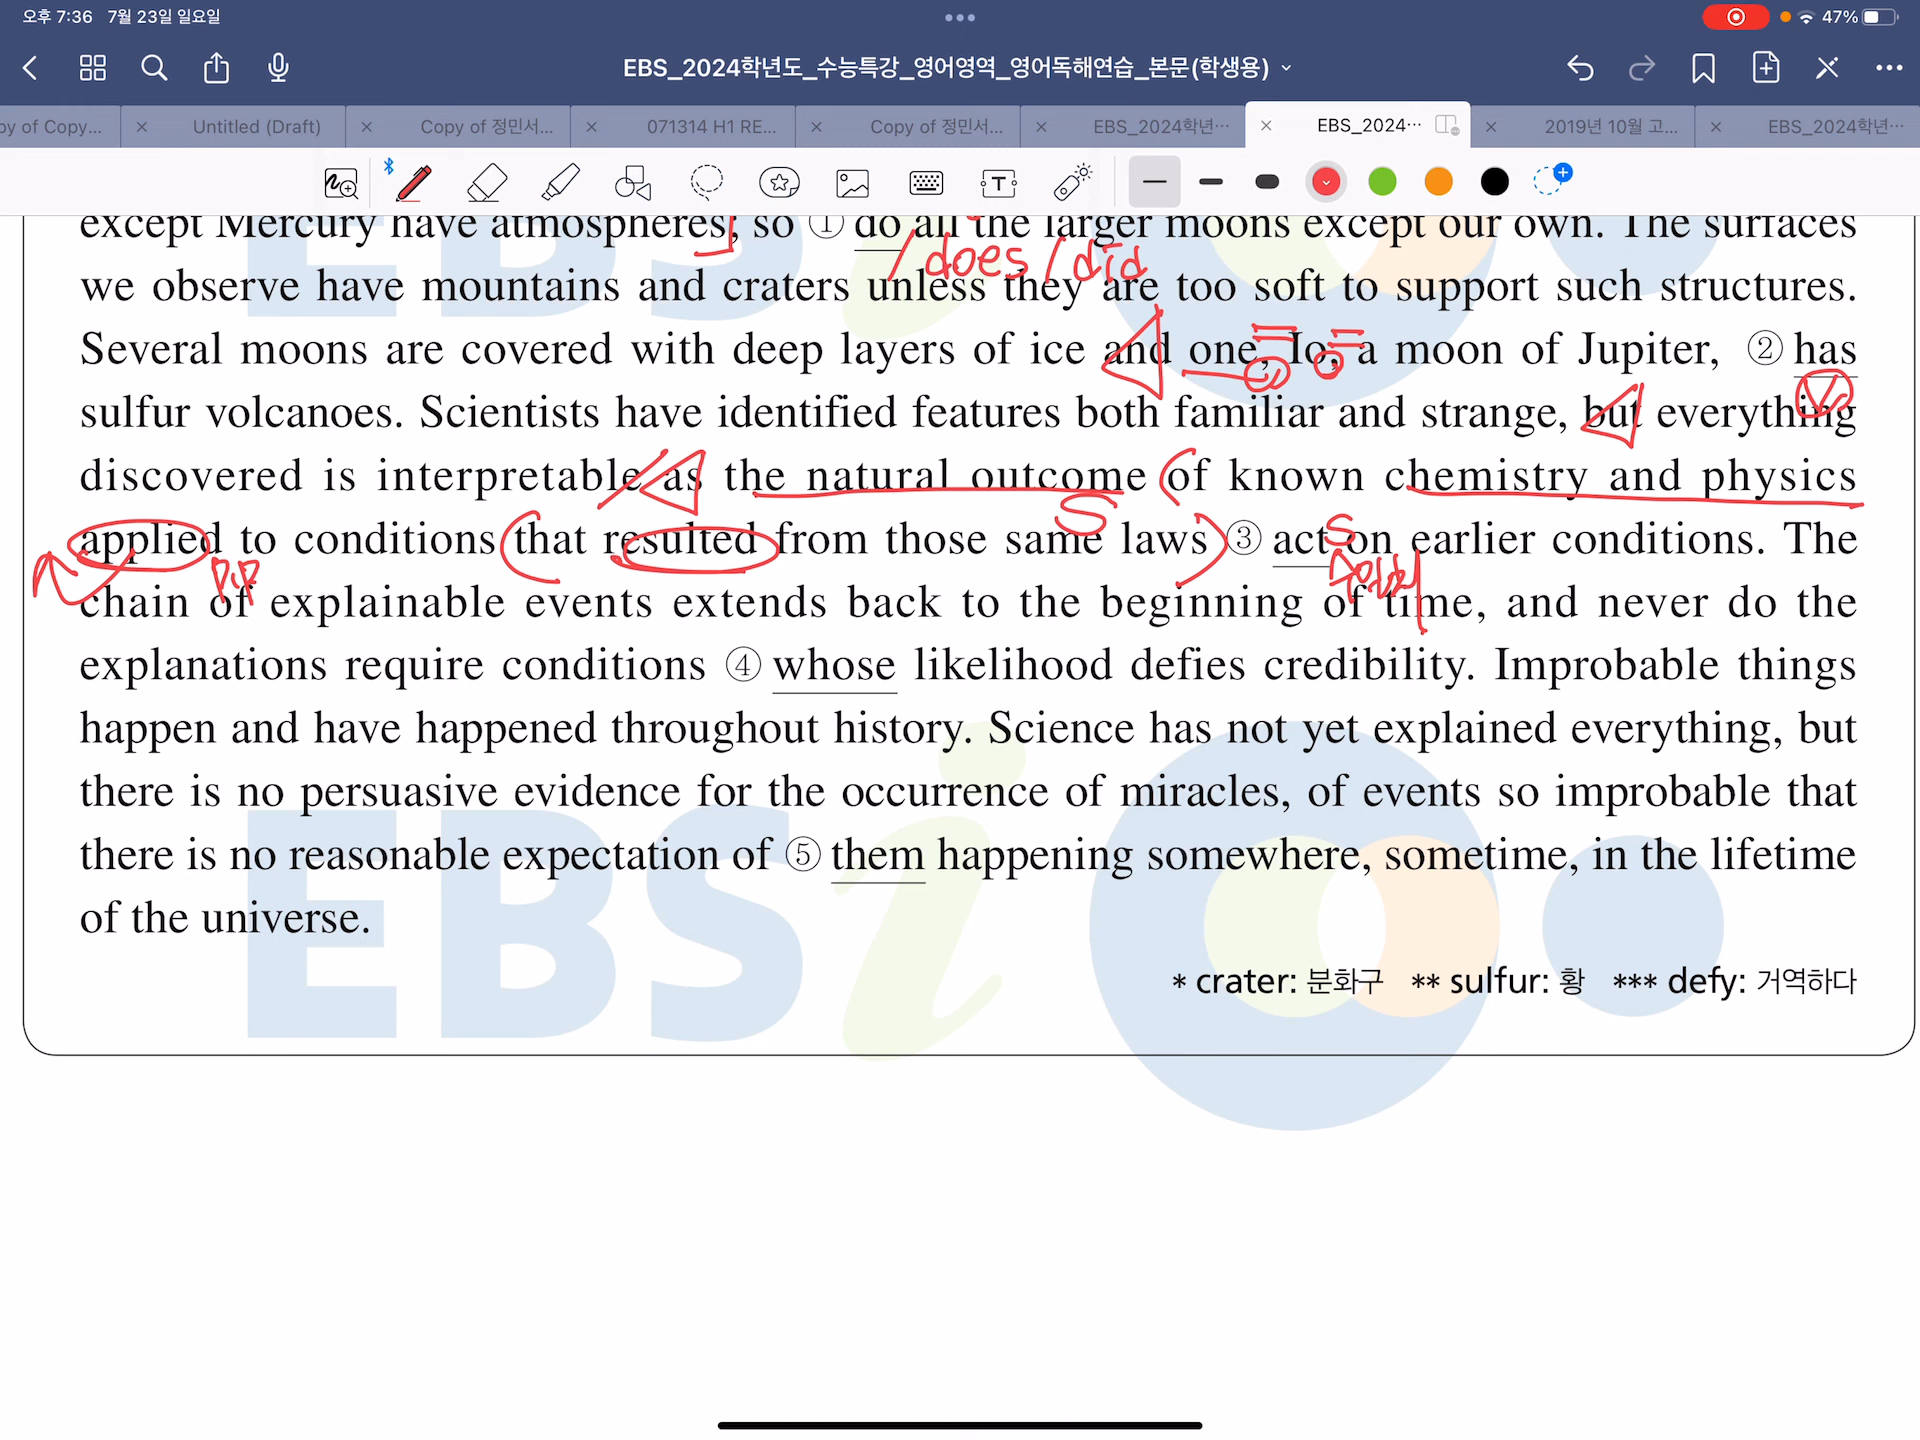 오후 7:36 7월 23일 일요일
47%
EBS_2024학년도_수능특강_영어영역_영어독해연습_본문(학생용)
py of Copy...
Untitled (Draft)
Copy of 정민서...
071314 H1 RE...
Copy of 정민서...
EBS_2024학년...
EBS_2024...
2019년 10월 고...
EBS_2024학년...
except Mercury have atmospheres; so ① do all the larger moons except our own. The surfaces
/does/did
we observe have mountains and craters unless they are too soft to support such structures.
Several moons are covered with deep layers of ice and one, Io, a moon of Jupiter, ② has
sulfur volcanoes. Scientists have identified features both familiar and strange, but everything
V
discovered is interpretable as the natural outcome of known chemistry and physics
S
applied to conditions that resulted from those same laws ③ act on earlier conditions. The
S
p.p
chain of explainable events extends back to the beginning of time, and never do the
explanations require conditions ④ whose likelihood defies credibility. Improbable things
happen and have happened throughout history. Science has not yet explained everything, but
there is no persuasive evidence for the occurrence of miracles, of events so improbable that
there is no reasonable expectation of ⑤ them happening somewhere, sometime, in the lifetime
of the universe.
* crater: 분화구 ** sulfur: 황 *** defy: 거역하다
EBSi